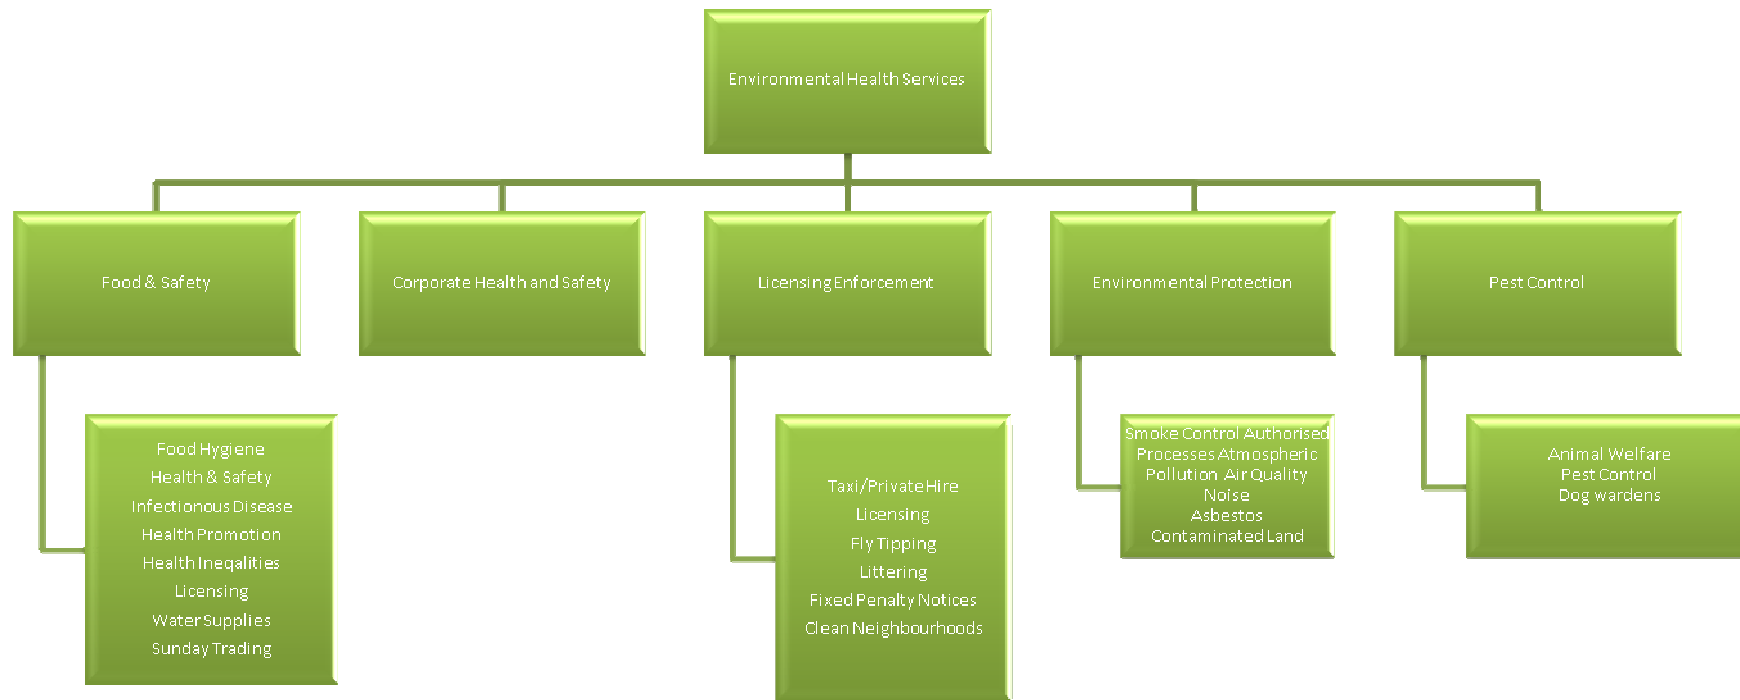 Environmental Health Services
Food & Safety
Corporate Health and Safety
Licensing Enforcement
Environmental Protection
Pest Control
Food Hygiene
Health & Safety
Infectionous Disease
Health Promotion
Health Ineqalities
Licensing
Water Supplies
Sunday Trading
Taxi/Private Hire
Licensing
Fly Tipping
Littering
Fixed Penalty Notices
Clean Neighbourhoods
Smoke Control Authorised
Processes Atmospheric
Pollution Air Quality
Noise
Asbestos
Contaminated Land
Animal Welfare
Pest Control
Dog wardens